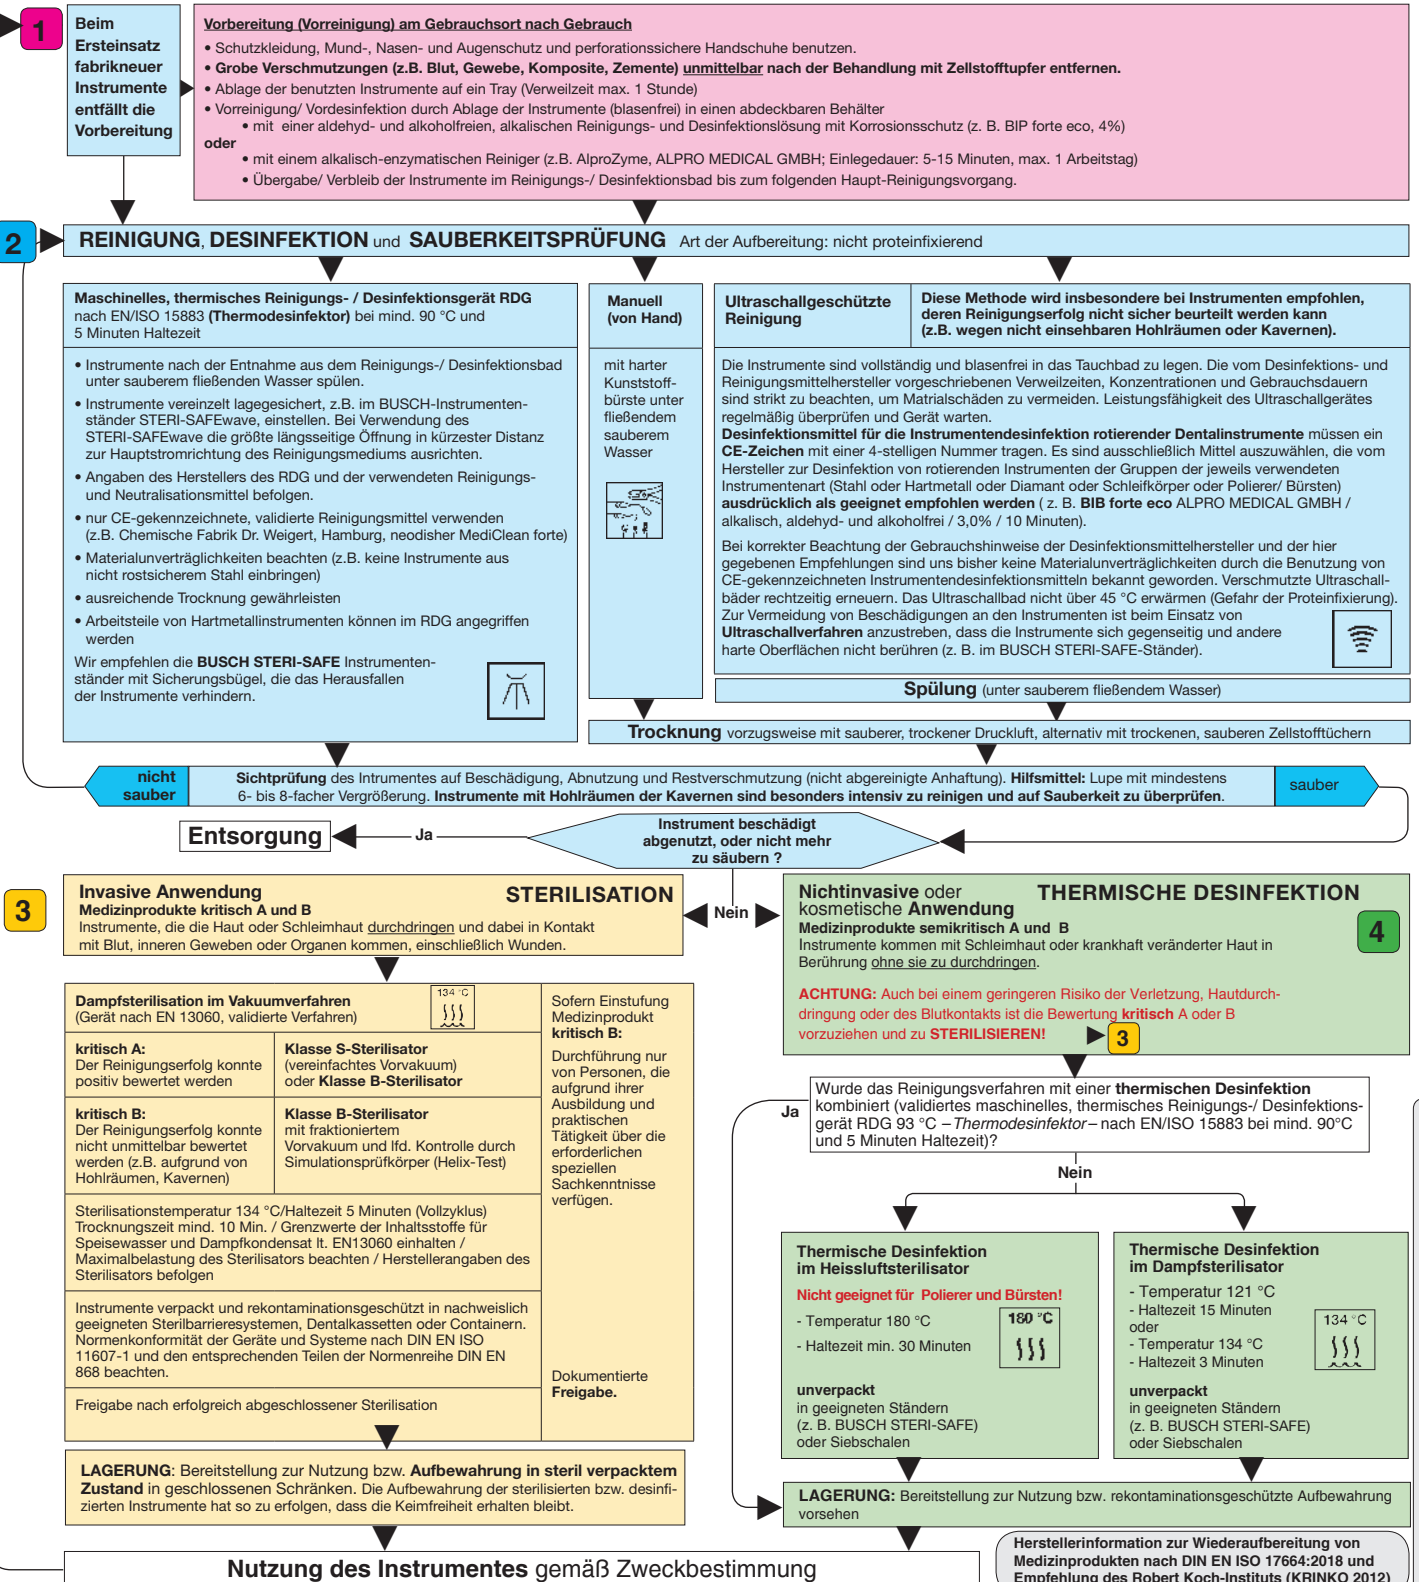 1
Beim
Ersteinsatz
fabrikneuer
Instrumente
entfällt die
Vorbereitung
Vorbereitung (Vorreinigung) am Gebrauchsort nach Gebrauch
• Schutzkleidung, Mund-, Nasen- und Augenschutz und perforationssichere Handschuhe benutzen.
• Grobe Verschmutzungen (z.B. Blut, Gewebe, Komposite, Zemente) unmittelbar nach der Behandlung mit Zellstofftupfer entfernen.
• Ablage der benutzten Instrumente auf ein Tray (Verweilzeit max. 1 Stunde)
• Vorreinigung/ Vordesinfektion durch Ablage der Instrumente (blasenfrei) in einen abdeckbaren Behälter
• mit einer aldehyd- und alkoholfreien, alkalischen Reinigungs- und Desinfektionslösung mit Korrosionsschutz (z. B. BIP forte eco, 4%)
oder
• mit einem alkalisch-enzymatischen Reiniger (z.B. AlproZyme, ALPRO MEDICAL GMBH; Einlegedauer: 5-15 Minuten, max. 1 Arbeitstag)
• Übergabe/ Verbleib der Instrumente im Reinigungs-/ Desinfektionsbad bis zum folgenden Haupt-Reinigungsvorgang.
2
REINIGUNG, DESINFEKTION und SAUBERKEITSPRÜFUNG Art der Aufbereitung: nicht proteinfixierend
Maschinelles, thermisches Reinigungs- / Desinfektionsgerät RDG
nach EN/ISO 15883 (Thermodesinfektor) bei mind. 90 °C und
5 Minuten Haltezeit
• Instrumente nach der Entnahme aus dem Reinigungs-/ Desinfektionsbad
unter sauberem fließenden Wasser spülen.
• Instrumente vereinzelt lagegesichert, z.B. im BUSCH-Instrumenten-
ständer STERI-SAFEwave, einstellen. Bei Verwendung des
STERI-SAFEwave die größte längsseitige Öffnung in kürzester Distanz
zur Hauptstromrichtung des Reinigungsmediums ausrichten.
• Angaben des Herstellers des RDG und der verwendeten Reinigungs-
und Neutralisationsmittel befolgen.
• nur CE-gekennzeichnete, validierte Reinigungsmittel verwenden
(z.B. Chemische Fabrik Dr. Weigert, Hamburg, neodisher MediClean forte)
• Materialunverträglichkeiten beachten (z.B. keine Instrumente aus
nicht rostsicherem Stahl einbringen)
• ausreichende Trocknung gewährleisten
• Arbeitsteile von Hartmetallinstrumenten können im RDG angegriffen
werden
Wir empfehlen die BUSCH STERI-SAFE Instrumenten-
ständer mit Sicherungsbügel, die das Herausfallen
der Instrumente verhindern.
Manuell
(von Hand)
mit harter
Kunststoff-
bürste unter
fließendem
sauberem
Wasser
Ultraschallgeschützte
Reinigung
Diese Methode wird insbesondere bei Instrumenten empfohlen,
deren Reinigungserfolg nicht sicher beurteilt werden kann
(z.B. wegen nicht einsehbaren Hohlräumen oder Kavernen).
Die Instrumente sind vollständig und blasenfrei in das Tauchbad zu legen. Die vom Desinfektions- und
Reinigungsmittelhersteller vorgeschriebenen Verweilzeiten, Konzentrationen und Gebrauchsdauern
sind strikt zu beachten, um Matrialschäden zu vermeiden. Leistungsfähigkeit des Ultraschallgerätes
regelmäßig überprüfen und Gerät warten.
Desinfektionsmittel für die Instrumentendesinfektion rotierender Dentalinstrumente müssen ein
CE-Zeichen mit einer 4-stelligen Nummer tragen. Es sind ausschließlich Mittel auszuwählen, die vom
Hersteller zur Desinfektion von rotierenden Instrumenten der Gruppen der jeweils verwendeten
Instrumentenart (Stahl oder Hartmetall oder Diamant oder Schleifkörper oder Polierer/ Bürsten)
ausdrücklich als geeignet empfohlen werden ( z. B. BIB forte eco ALPRO MEDICAL GMBH /
alkalisch, aldehyd- und alkoholfrei / 3,0% / 10 Minuten).
Bei korrekter Beachtung der Gebrauchshinweise der Desinfektionsmittelhersteller und der hier
gegebenen Empfehlungen sind uns bisher keine Materialunverträglichkeiten durch die Benutzung von
CE-gekennzeichneten Instrumentendesinfektionsmitteln bekannt geworden. Verschmutzte Ultraschall-
bäder rechtzeitig erneuern. Das Ultraschallbad nicht über 45 °C erwärmen (Gefahr der Proteinfixierung).
Zur Vermeidung von Beschädigungen an den Instrumenten ist beim Einsatz von
Ultraschallverfahren anzustreben, dass die Instrumente sich gegenseitig und andere
harte Oberflächen nicht berühren (z. B. im BUSCH STERI-SAFE-Ständer).
Spülung (unter sauberem fließendem Wasser)
Trocknung vorzugsweise mit sauberer, trockener Druckluft, alternativ mit trockenen, sauberen Zellstofftüchern
nicht
sauber
Sichtprüfung des Intrumentes auf Beschädigung, Abnutzung und Restverschmutzung (nicht abgereinigte Anhaftung). Hilfsmittel: Lupe mit mindestens
6- bis 8-facher Vergrößerung. Instrumente mit Hohlräumen der Kavernen sind besonders intensiv zu reinigen und auf Sauberkeit zu überprüfen.
sauber
Entsorgung
Ja
Instrument beschädigt
abgenutzt, oder nicht mehr
zu säubern ?
Nein
3
Invasive Anwendung STERILISATION
Medizinprodukte kritisch A und B
Instrumente, die die Haut oder Schleimhaut durchdringen und dabei in Kontakt
mit Blut, inneren Geweben oder Organen kommen, einschließlich Wunden.
Dampfsterilisation im Vakuumverfahren
(Gerät nach EN 13060, validierte Verfahren)
134 °C
kritisch A:
Der Reinigungserfolg konnte
positiv bewertet werden
Klasse S-Sterilisator
(vereinfachtes Vorvakuum)
oder Klasse B-Sterilisator
kritisch B:
Der Reinigungserfolg konnte
nicht unmittelbar bewertet
werden (z.B. aufgrund von
Hohlräumen, Kavernen)
Klasse B-Sterilisator
mit fraktioniertem
Vorvakuum und lfd. Kontrolle durch
Simulationsprüfkörper (Helix-Test)
Sterilisationstemperatur 134 °C/Haltezeit 5 Minuten (Vollzyklus)
Trocknungszeit mind. 10 Min. / Grenzwerte der Inhaltsstoffe für
Speisewasser und Dampfkondensat lt. EN13060 einhalten /
Maximalbelastung des Sterilisators beachten / Herstellerangaben des
Sterilisators befolgen
Instrumente verpackt und rekontaminationsgeschützt in nachweislich
geeigneten Sterilbarrieresystemen, Dentalkassetten oder Containern.
Normenkonformität der Geräte und Systeme nach DIN EN ISO
11607-1 und den entsprechenden Teilen der Normenreihe DIN EN
868 beachten.
Freigabe nach erfolgreich abgeschlossener Sterilisation
Sofern Einstufung
Medizinprodukt
kritisch B:
Durchführung nur
von Personen, die
aufgrund ihrer
Ausbildung und
praktischen
Tätigkeit über die
erforderlichen
speziellen
Sachkenntnisse
verfügen.
Dokumentierte
Freigabe.
LAGERUNG: Bereitstellung zur Nutzung bzw. Aufbewahrung in steril verpacktem
Zustand in geschlossenen Schränken. Die Aufbewahrung der sterilisierten bzw. desinfi-
zierten Instrumente hat so zu erfolgen, dass die Keimfreiheit erhalten bleibt.
Nichtinvasive oder THERMISCHE DESINFEKTION
kosmetische Anwendung
Medizinprodukte semikritisch A und B
4
Instrumente kommen mit Schleimhaut oder krankhaft veränderter Haut in
Berührung ohne sie zu durchdringen.
ACHTUNG: Auch bei einem geringeren Risiko der Verletzung, Hautdurch-
dringung oder des Blutkontakts ist die Bewertung kritisch A oder B
vorzuziehen und zu STERILISIEREN!
3
Wurde das Reinigungsverfahren mit einer thermischen Desinfektion
kombiniert (validiertes maschinelles, thermisches Reinigungs-/ Desinfektions-
gerät RDG 93 °C – Thermodesinfektor – nach EN/ISO 15883 bei mind. 90°C
und 5 Minuten Haltezeit)?
Ja
Nein
Thermische Desinfektion
im Heissluftsterilisator
Nicht geeignet für Polierer und Bürsten!
- Temperatur 180 °C
- Haltezeit min. 30 Minuten
180 °C
unverpackt
in geeigneten Ständern
(z. B. BUSCH STERI-SAFE)
oder Siebschalen
Thermische Desinfektion
im Dampfsterilisator
- Temperatur 121 °C
- Haltezeit 15 Minuten
oder
- Temperatur 134 °C
- Haltezeit 3 Minuten
134 °C
unverpackt
in geeigneten Ständern
(z. B. BUSCH STERI-SAFE)
oder Siebschalen
LAGERUNG: Bereitstellung zur Nutzung bzw. rekontaminationsgeschützte Aufbewahrung
vorsehen
Nutzung des Instrumentes gemäß Zweckbestimmung
Herstellerinformation zur Wiederaufbereitung von
Medizinprodukten nach DIN EN ISO 17664:2018 und
Empfehlung des Robert Koch-Instituts (KRINKO 2012)